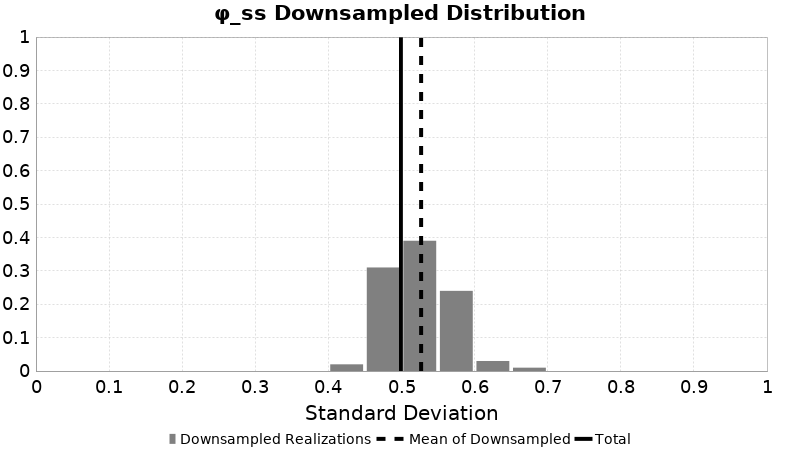 φ_ss Downsampled Distribution
1
0.9
0.8
0.7
0.6
0.5
0.4
0.3
0.2
0.1
0
0 0.1 0.2 0.3 0.4 0.5 0.6 0.7 0.8 0.9 1
Standard Deviation
Downsampled Realizations Mean of Downsampled Total